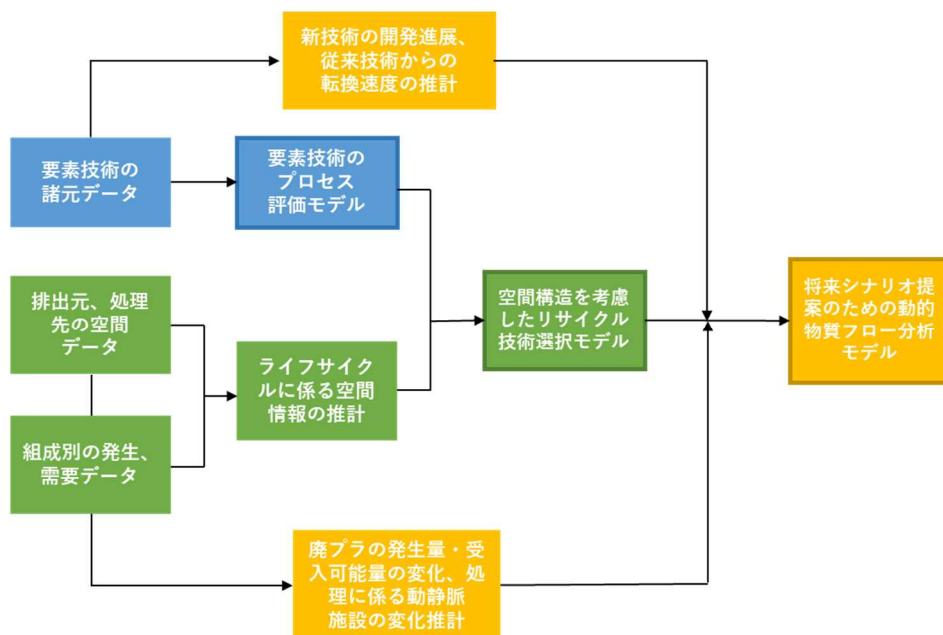 新技術の開発進展、
従来技術からの
転換速度の推計
要素技術の
諸元データ
要素技術の
プロセス
評価モデル
排出元、処理
先の空間
データ
ライフサイク
ルに係る空間
情報の推計
組成別の発生、
需要データ
空間構造を考慮
したリサイクル
技術選択モデル
将来シナリオ提
案のための動的
物質フロー分析
モデル
廃プラの発生量・受
入可能量の変化、処
理に係る動静脈
施設の変化推計